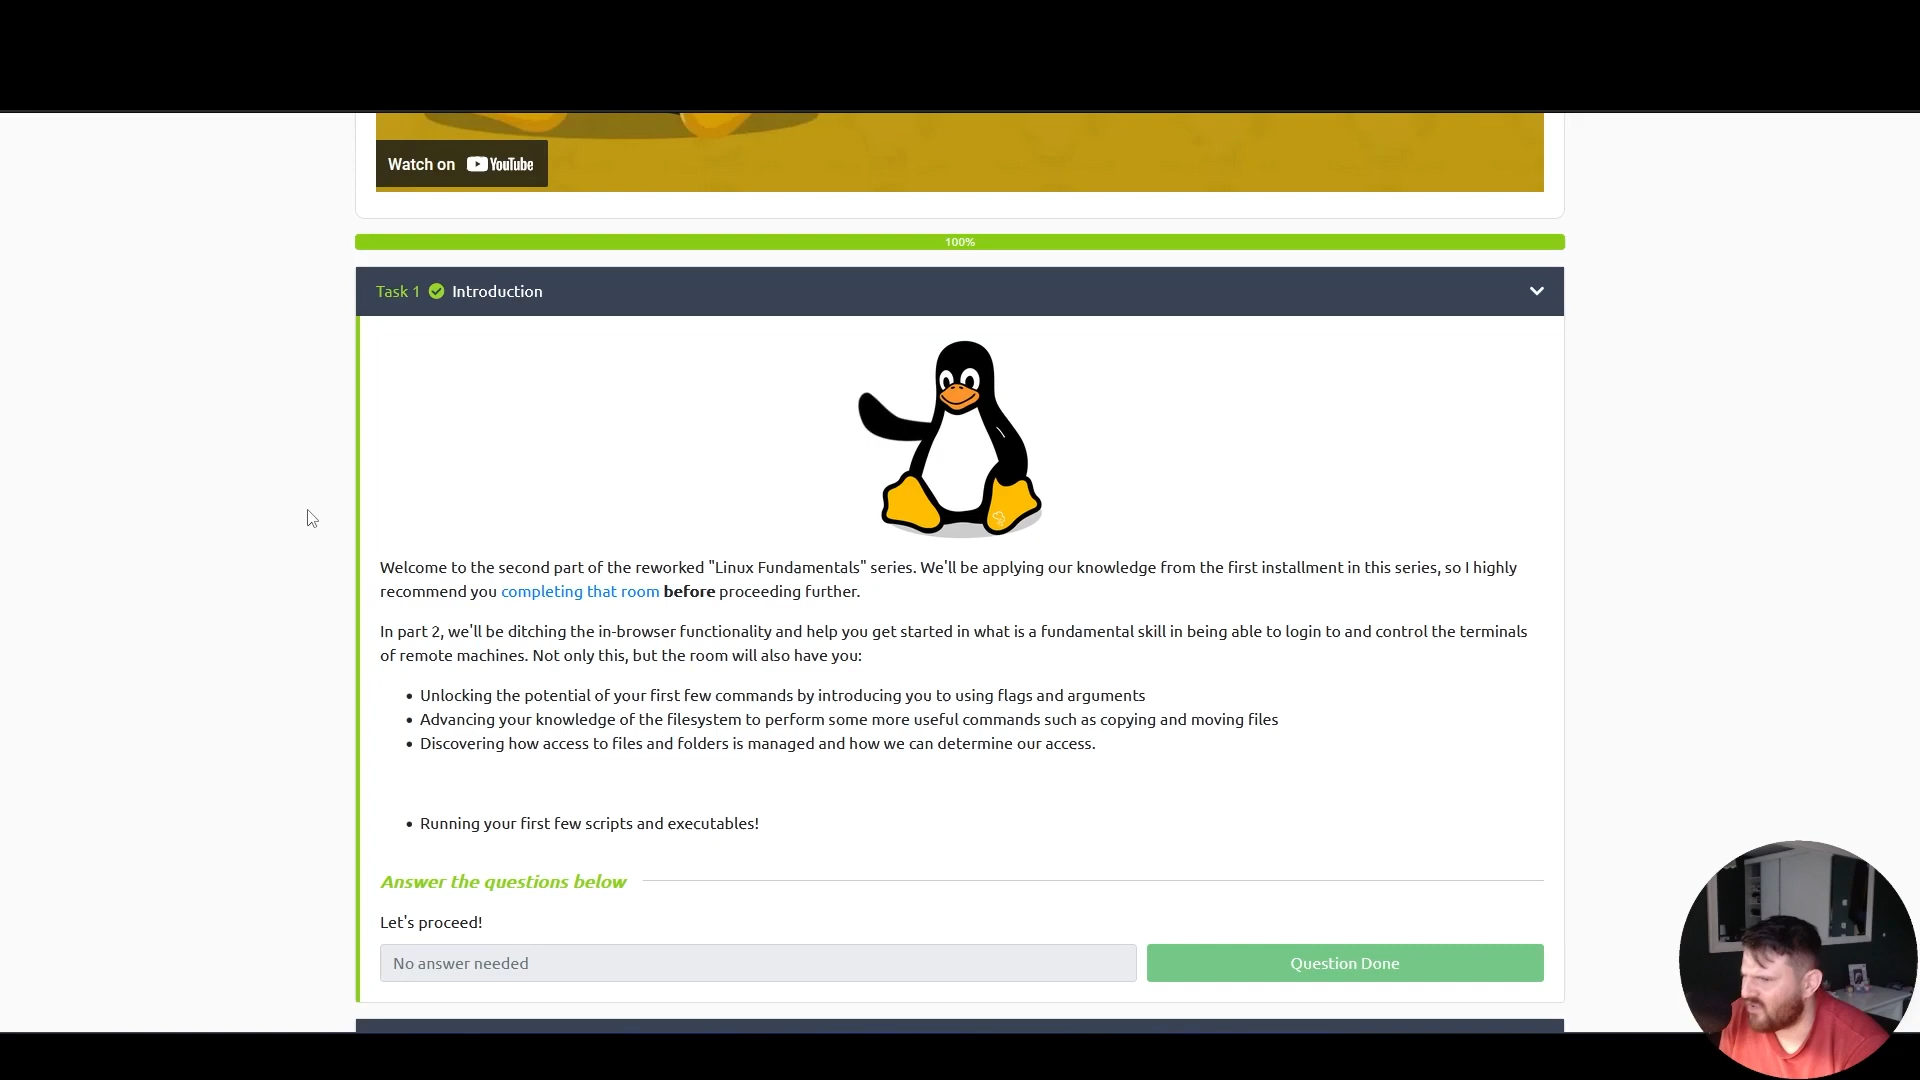 Watch on YouTube
100%
Task 1 Introduction
Welcome to the second part of the reworked "Linux Fundamentals" series. We'll be applying our knowledge from the first installment in this series, so I highly
recommend you completing that room before proceeding further.
In part 2, we'll be ditching the in-browser functionality and help you get started in what is a fundamental skill in being able to login to and control the terminals
of remote machines. Not only this, but the room will also have you:
• Unlocking the potential of your first few commands by introducing you to using flags and arguments
• Advancing your knowledge of the filesystem to perform some more useful commands such as copying and moving files
• Discovering how access to files and folders is managed and how we can determine our access.
• Running your first few scripts and executables!
Answer the questions below
Let's proceed!
No answer needed
Question Done